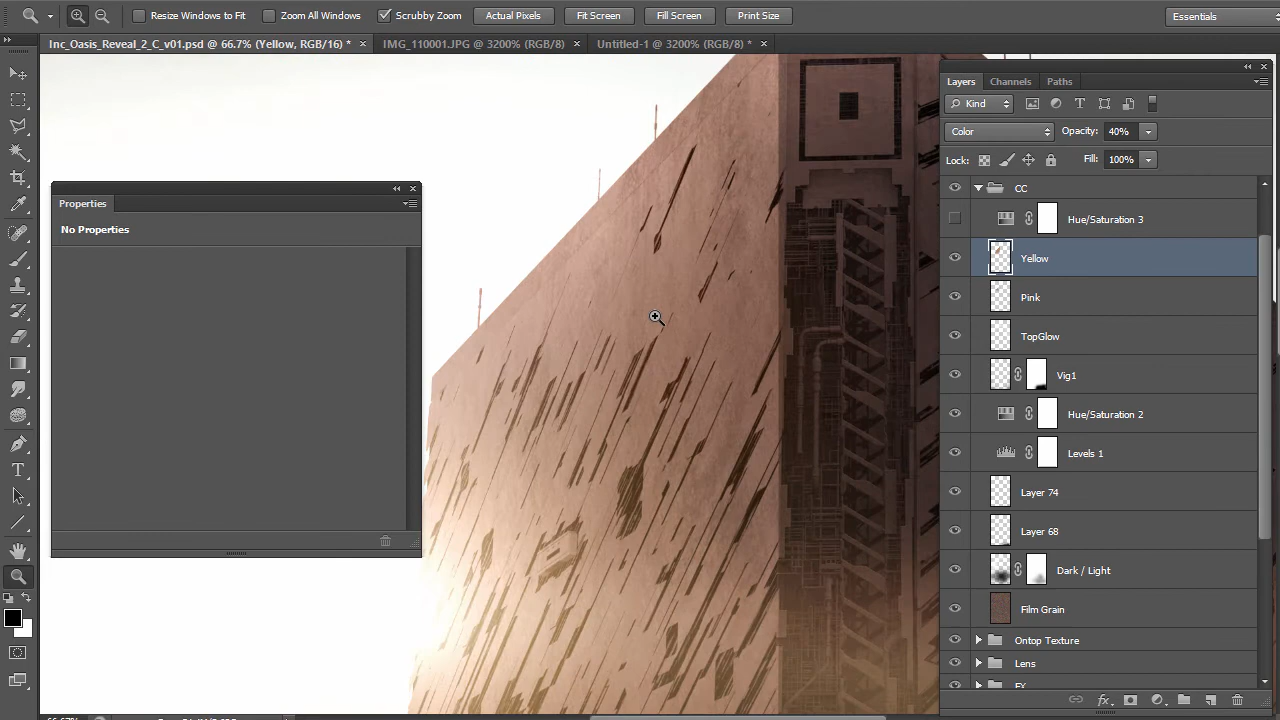 Resize Windows to Fit Zoom All Windows Scrubby Zoom Actual Pixels Fit Screen Fill Screen Print Size Essentials
Inc_Oasis_Reveal_2_C_v01.psd @ 66.7% (Yellow, RGB/16) * IMG_110001.JPG @ 3200% (RGB/8) Untitled-1 @ 3200% (RGB/8) *
Layers Channels Paths
Kind
Color Opacity: 40%
Lock: Fill: 100%
CC
Hue/Saturation 3
Yellow
Pink
TopGlow
Vig1
Hue/Saturation 2
Levels 1
Layer 74
Layer 68
Dark / Light
Film Grain
Ontop Texture
Lens
FX
Properties
No Properties